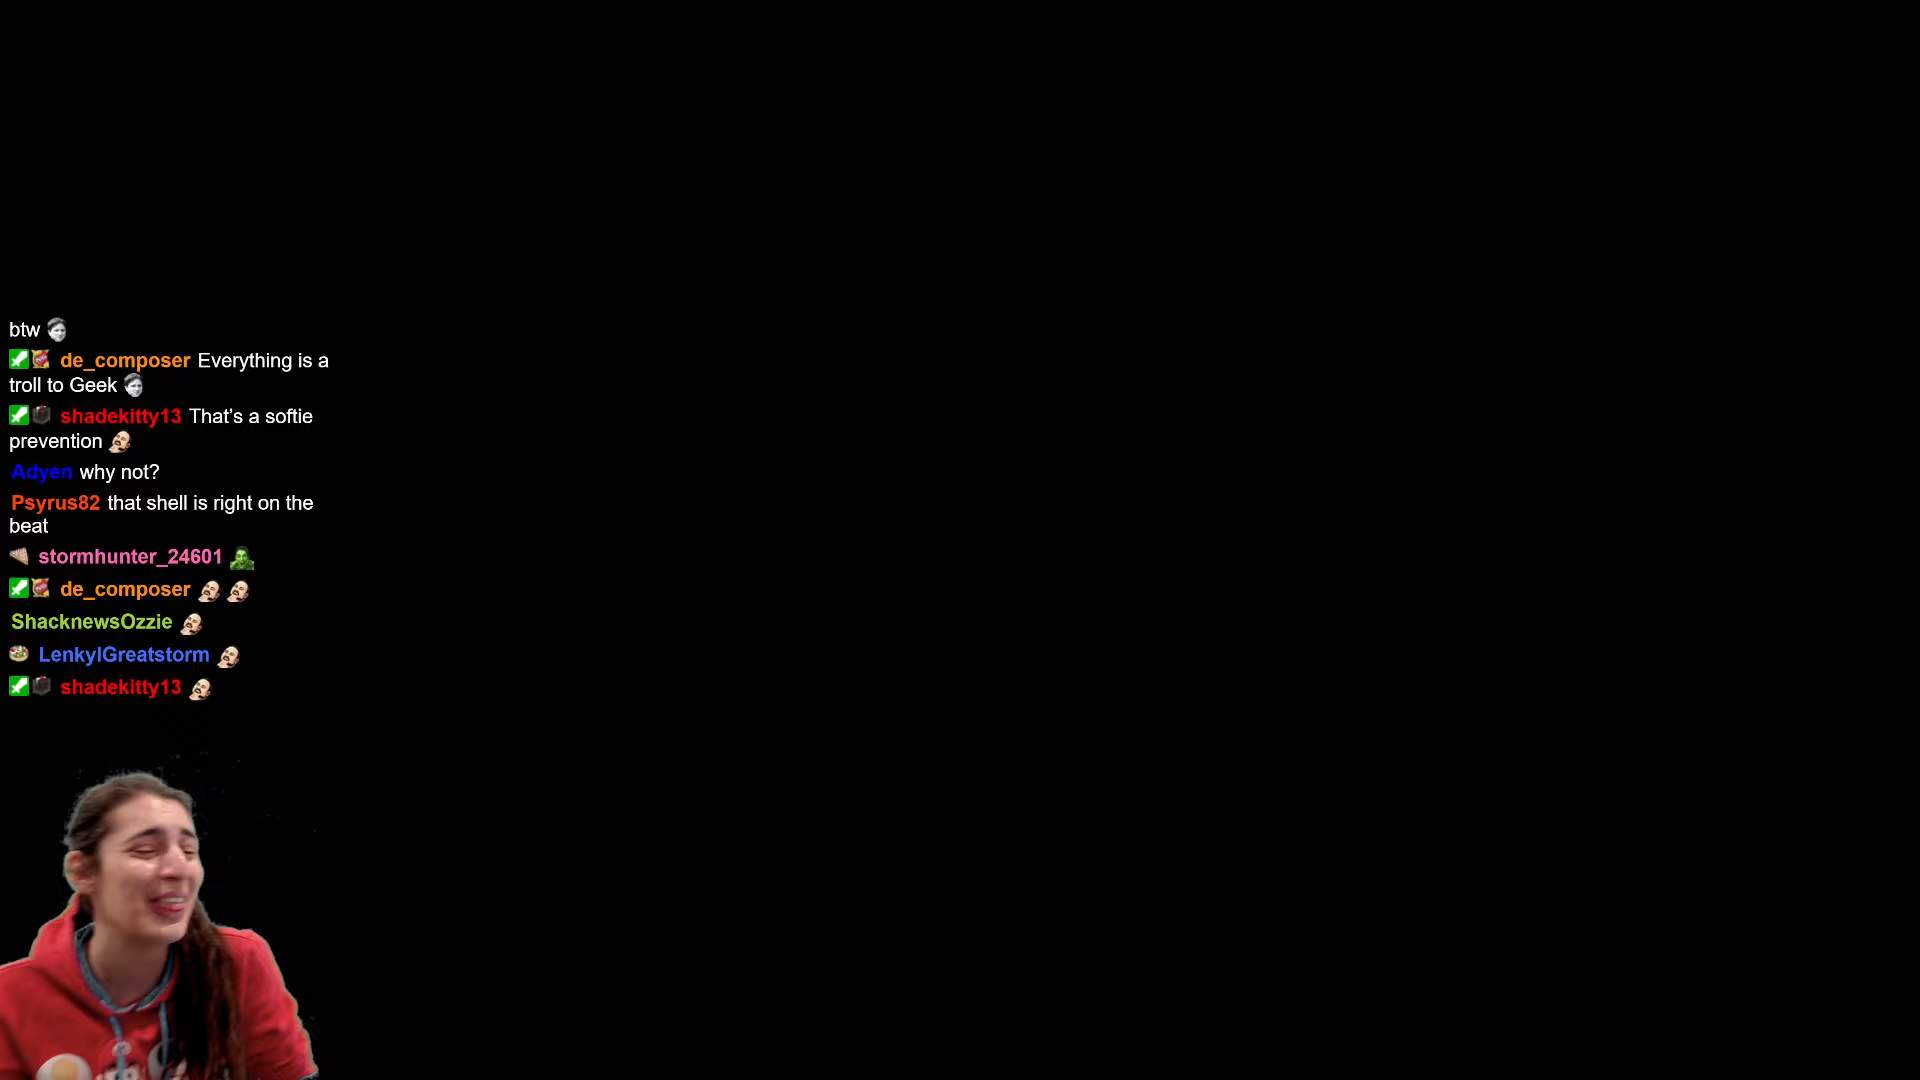 btw
de_composer Everything is a
troll to Geek
shadekitty13 That's a softie
prevention
Adyen why not?
Psyrus82 that shell is right on the
beat
stormhunter_24601
de_composer
ShacknewsOzzie
LenkylGreatstorm
shadekitty13